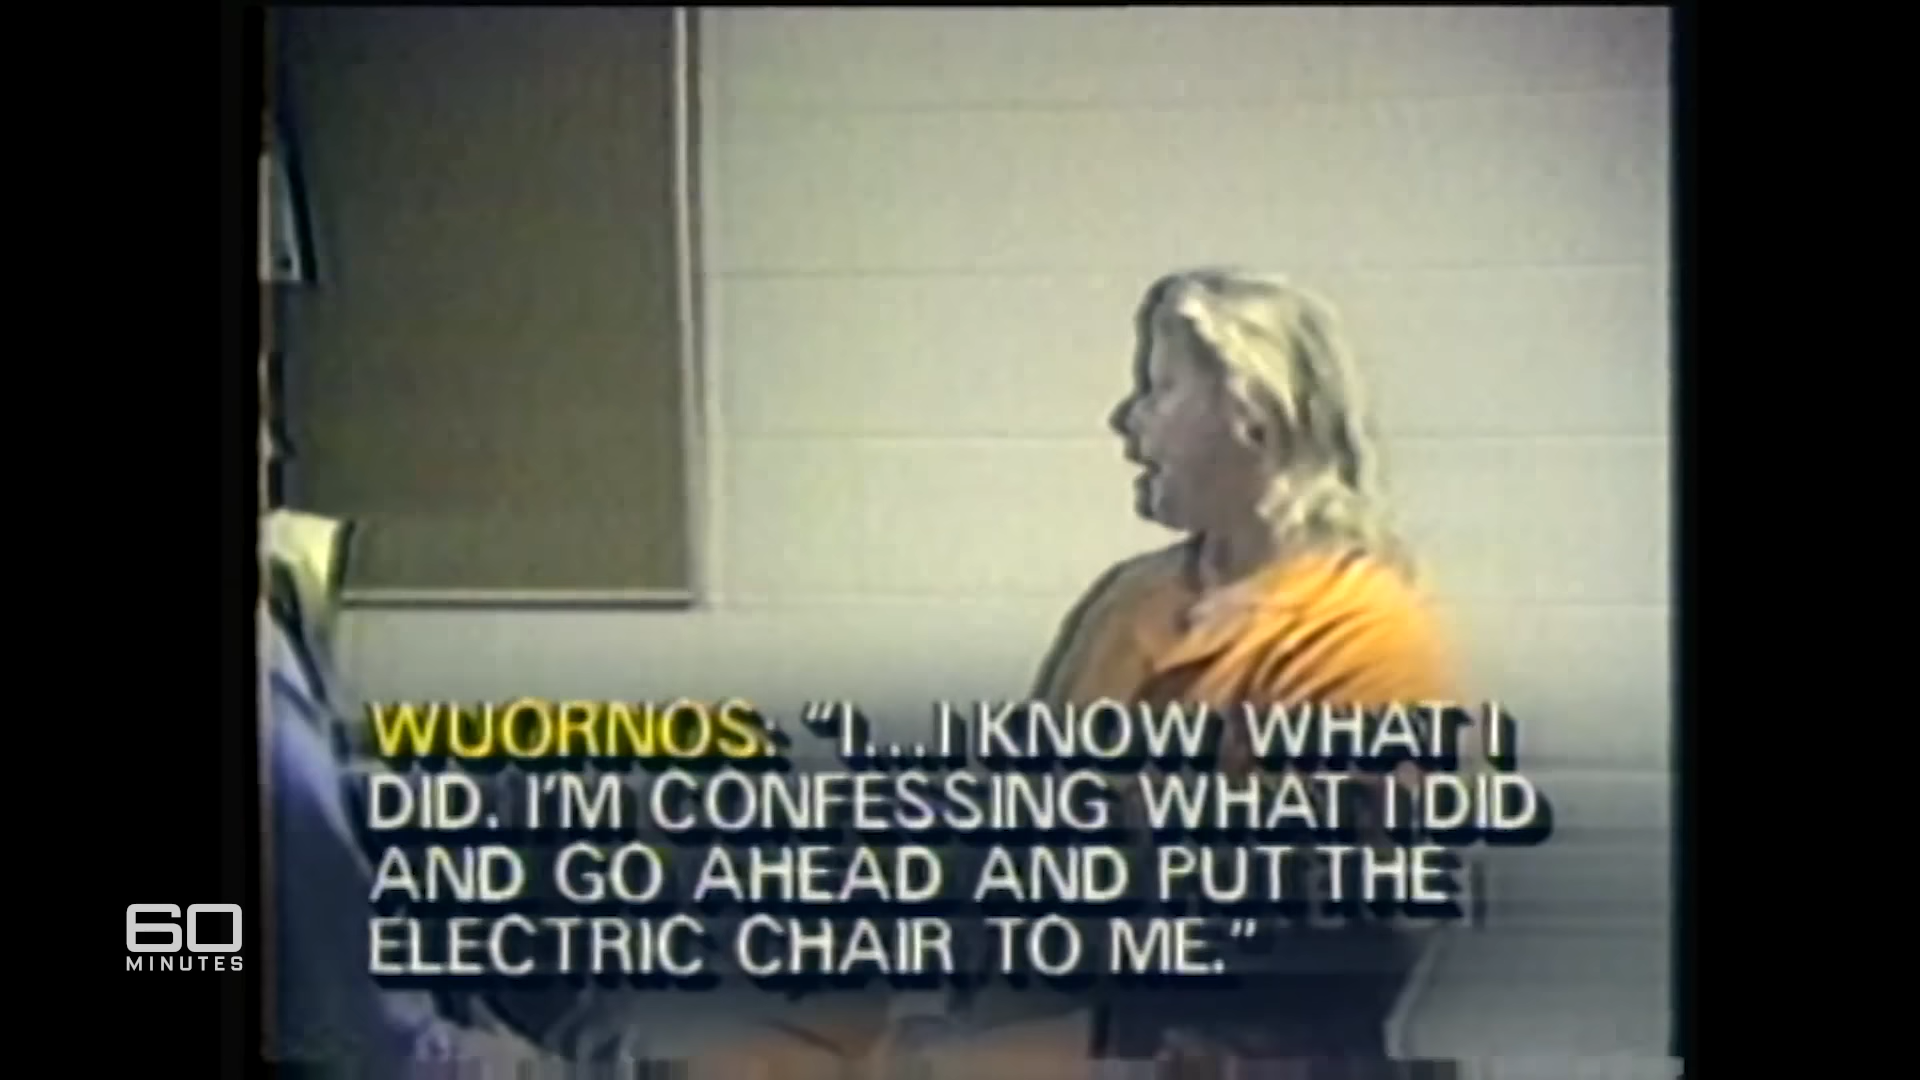 WUORNOS: “I...I KNOW WHAT I
DID. I’M CONFESSING WHAT I DID
AND GO AHEAD AND PUT THE
ELECTRIC CHAIR TO ME.”
60
MINUTES